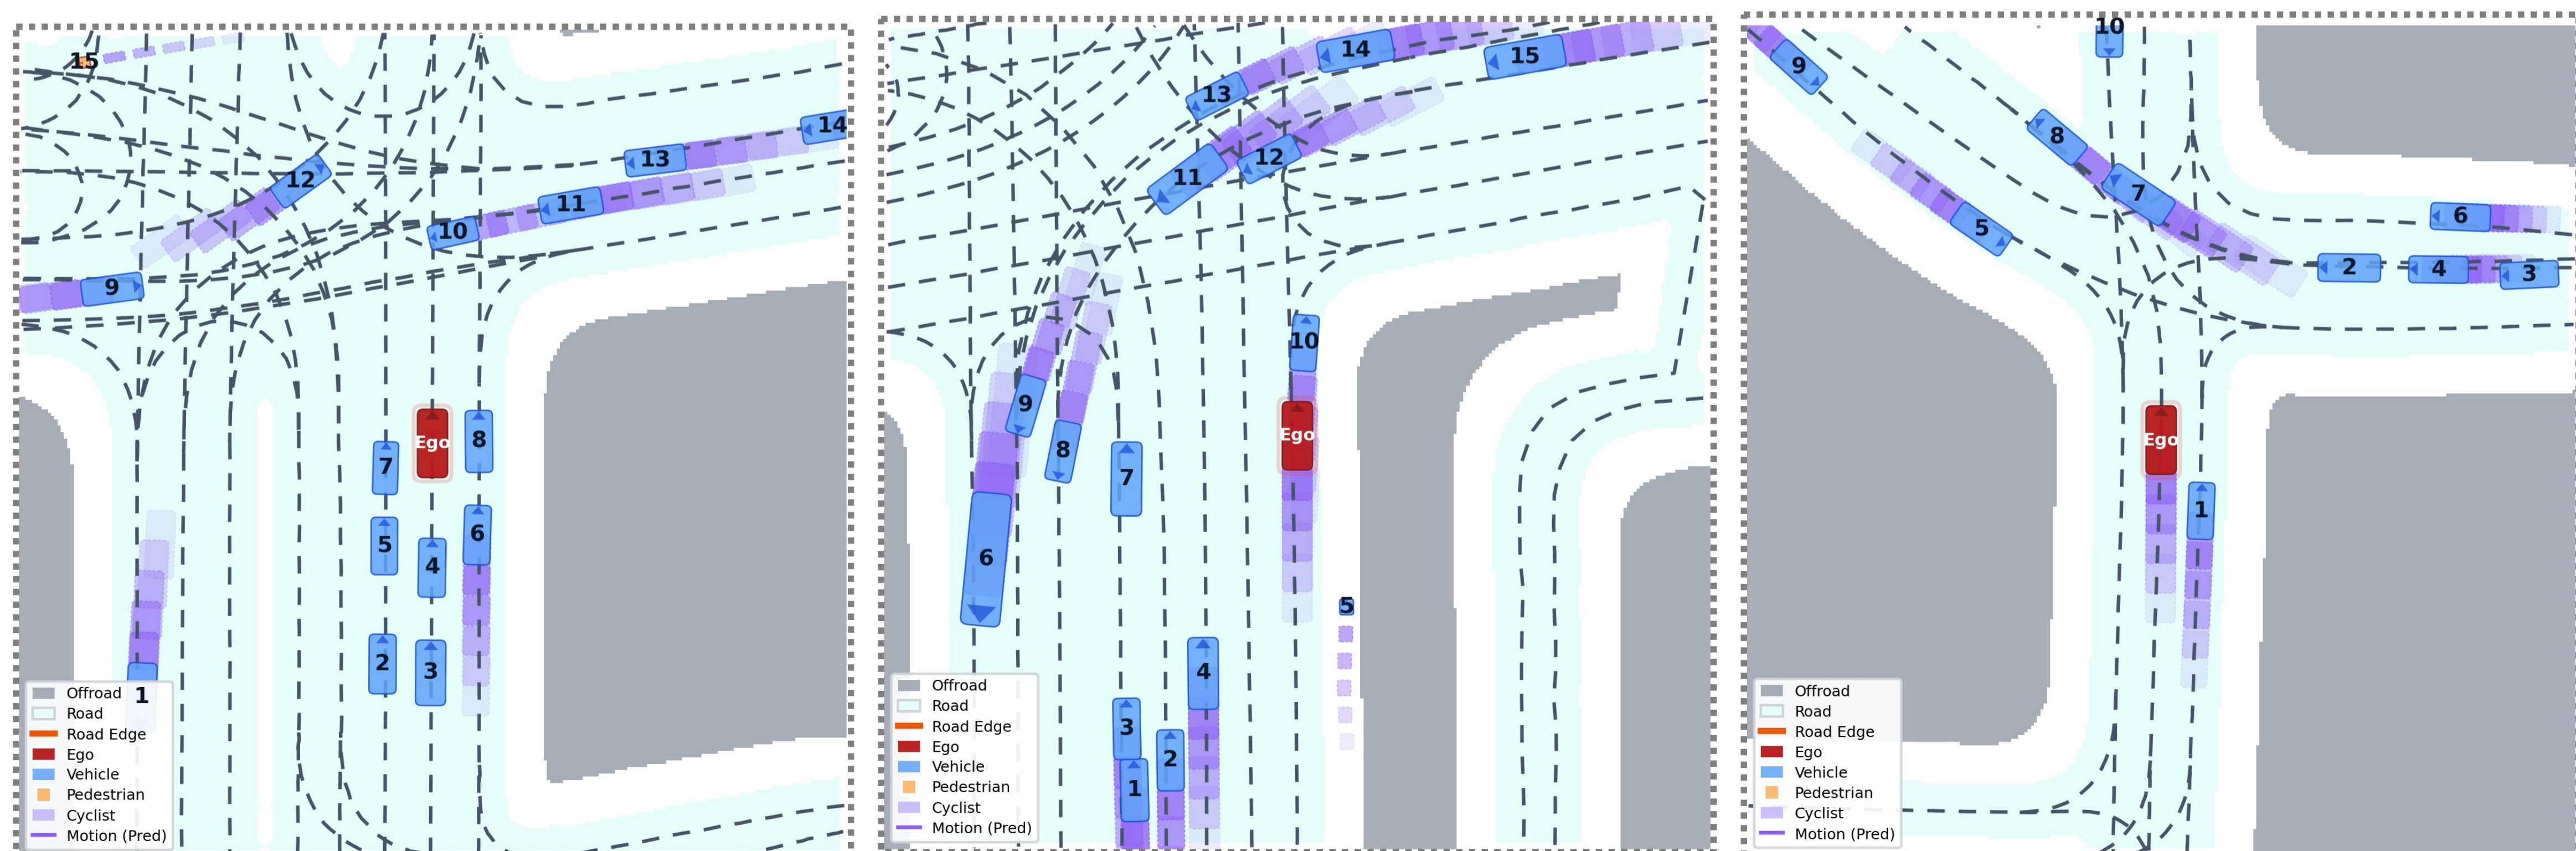 15
14
13
12
11
10
9
Ego
8
7
6
5
4
2
3
1
Offroad
Road
Road Edge
Ego
Vehicle
Pedestrian
Cyclist
Motion (Pred)
14
15
13
12
11
10
9
Ego
8
7
6
5
4
3
2
1
Offroad
Road
Road Edge
Ego
Vehicle
Pedestrian
Cyclist
Motion (Pred)
10
9
8
7
6
5
2
4
3
Ego
1
Offroad
Road
Road Edge
Ego
Vehicle
Pedestrian
Cyclist
Motion (Pred)